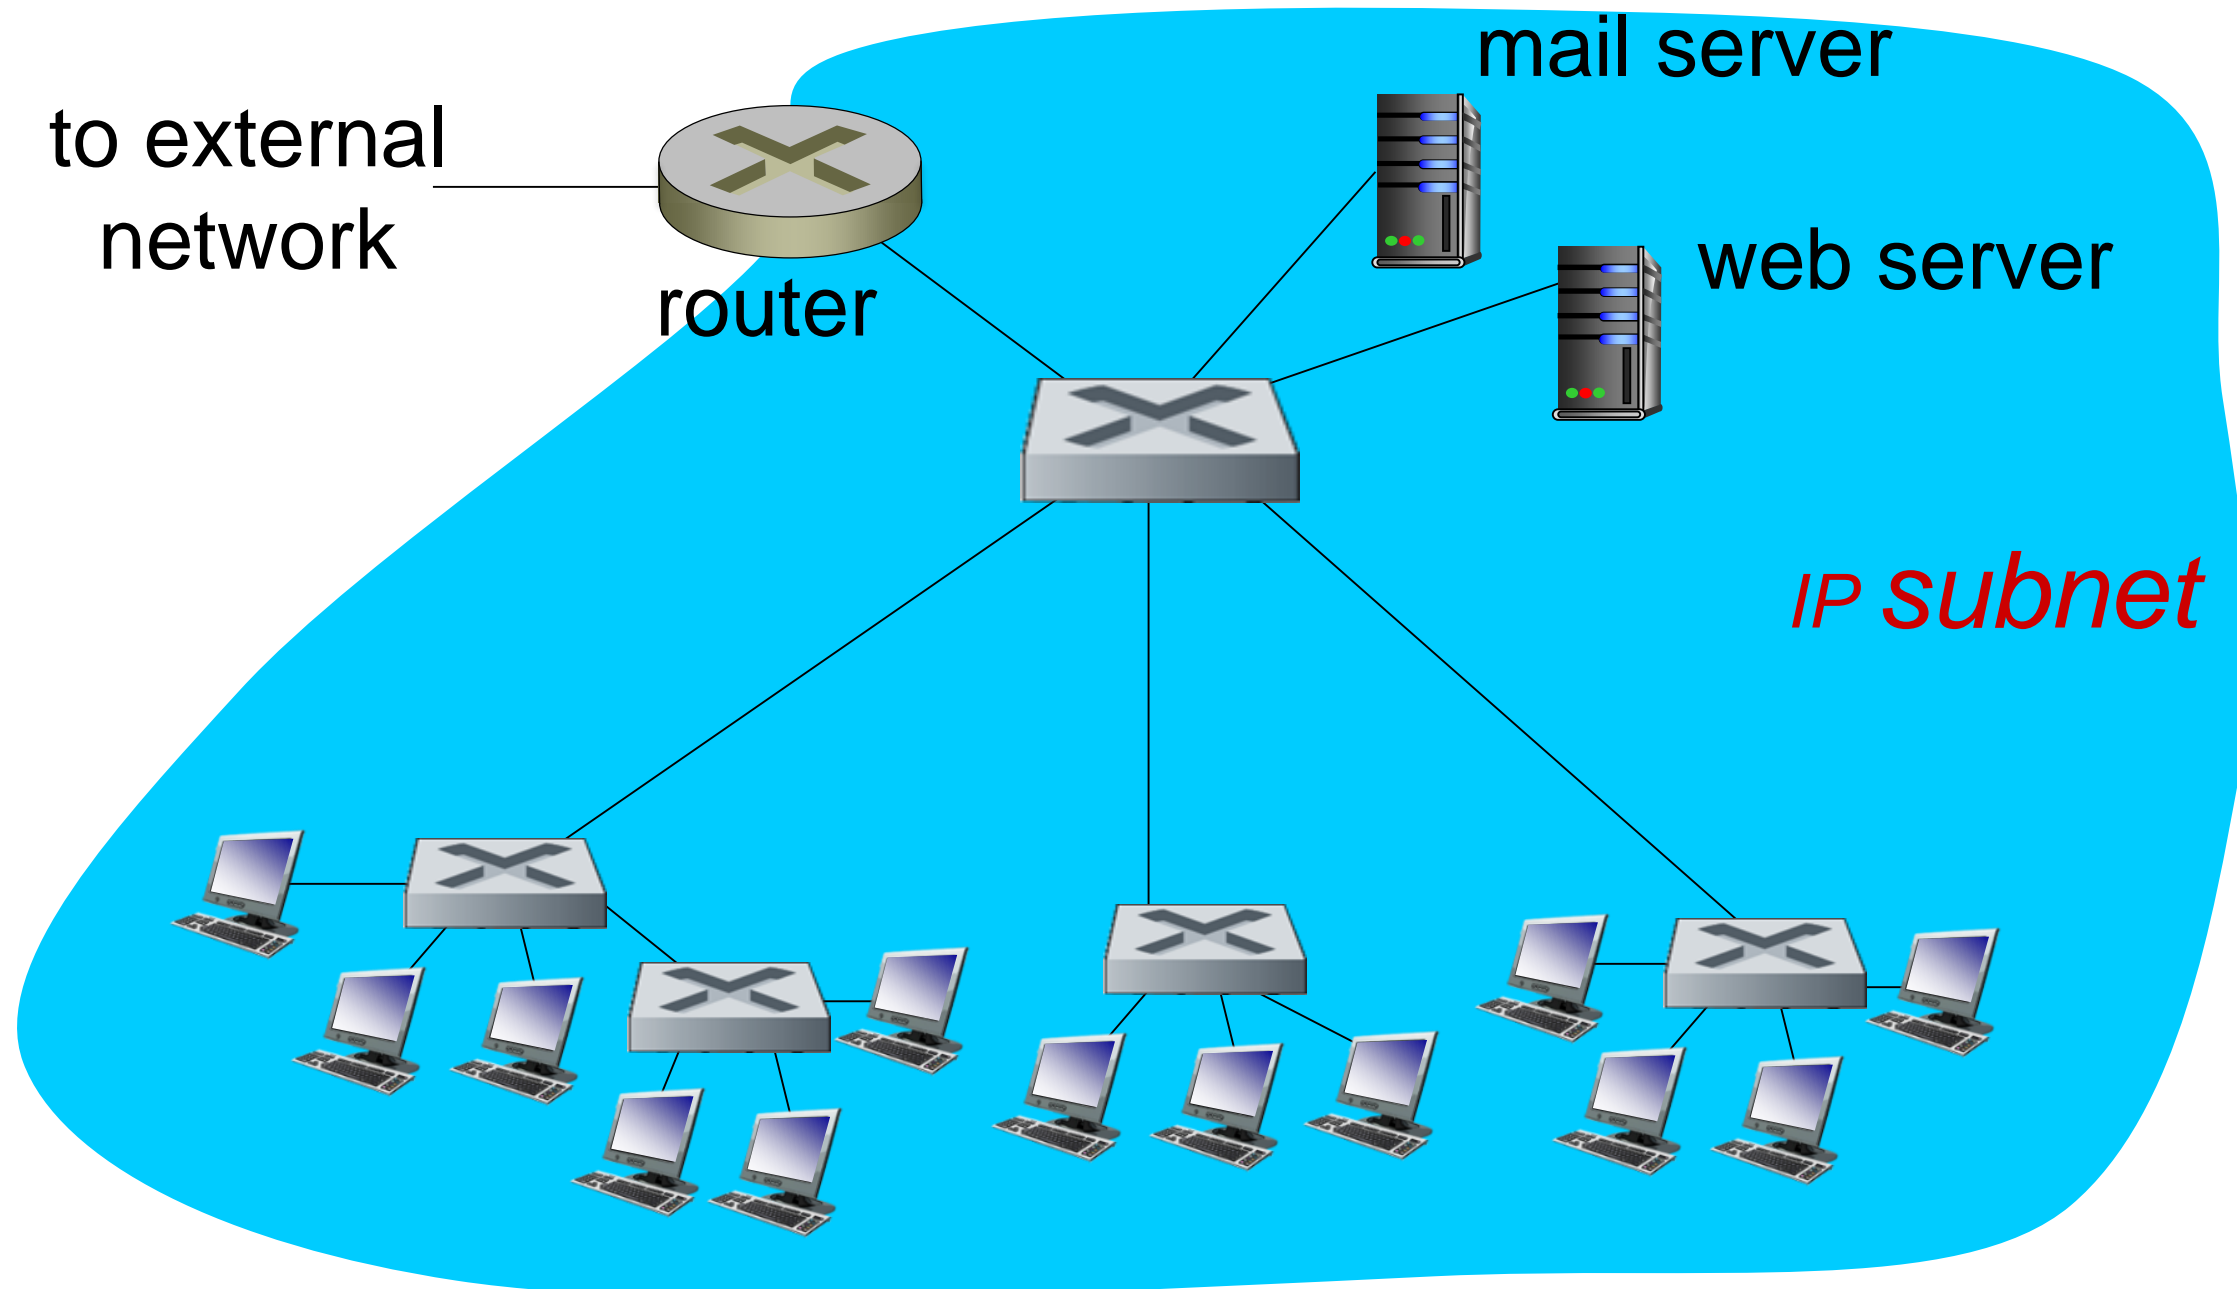 mail server
to external
network
web server
router
IP subnet